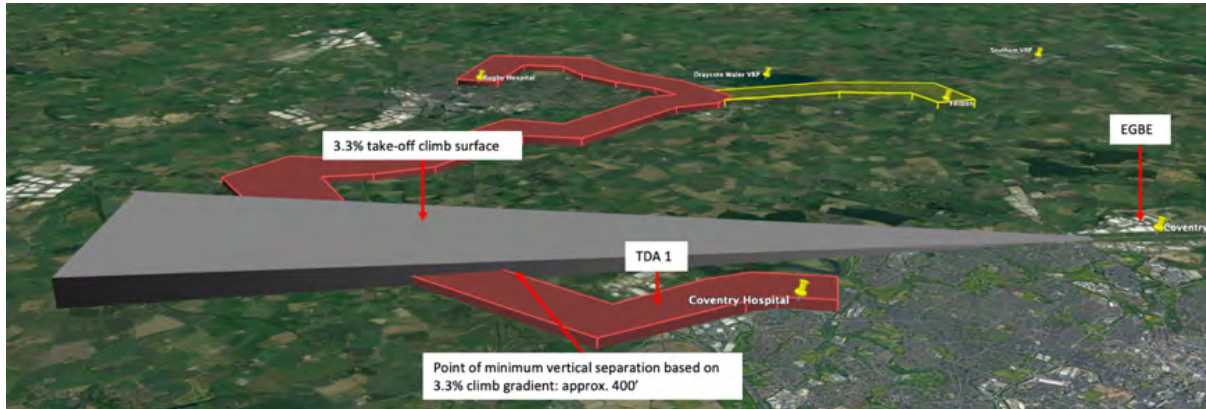 Southam VRP
Draycote Water VRP
Rugby Hospital
EGBE
3.3% take-off climb surface
Coventry
TDA 1
Coventry Hospital
Point of minimum vertical separation based on
3.3% climb gradient: approx. 400’